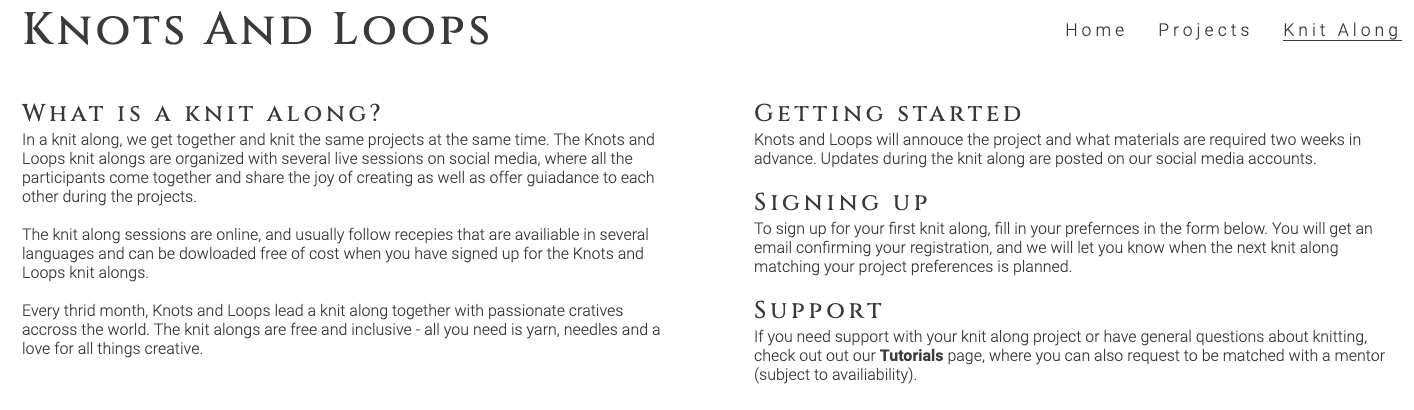 Knots And Loops
Home Projects Knit Along
What is a knit along?
In a knit along, we get together and knit the same projects at the same time. The Knots and
Loops knit alongs are organized with several live sessions on social media, where all the
participants come together and share the joy of creating as well as offer guiadance to each
other during the projects.
The knit along sessions are online, and usually follow recepies that are availiable in several
languages and can be dowloaded free of cost when you have signed up for the Knots and
Loops knit alongs.
Every thrid month, Knots and Loops lead a knit along together with passionate cratives
accross the world. The knit alongs are free and inclusive - all you need is yarn, needles and a
love for all things creative.
Getting started
Knots and Loops will annouce the project and what materials are required two weeks in
advance. Updates during the knit along are posted on our social media accounts.
Signing up
To sign up for your first knit along, fill in your prefernces in the form below. You will get an
email confirming your registration, and we will let you know when the next knit along
matching your project preferences is planned.
Support
If you need support with your knit along project or have general questions about knitting,
check out out our Tutorials page, where you can also request to be matched with a mentor
(subject to availiability).